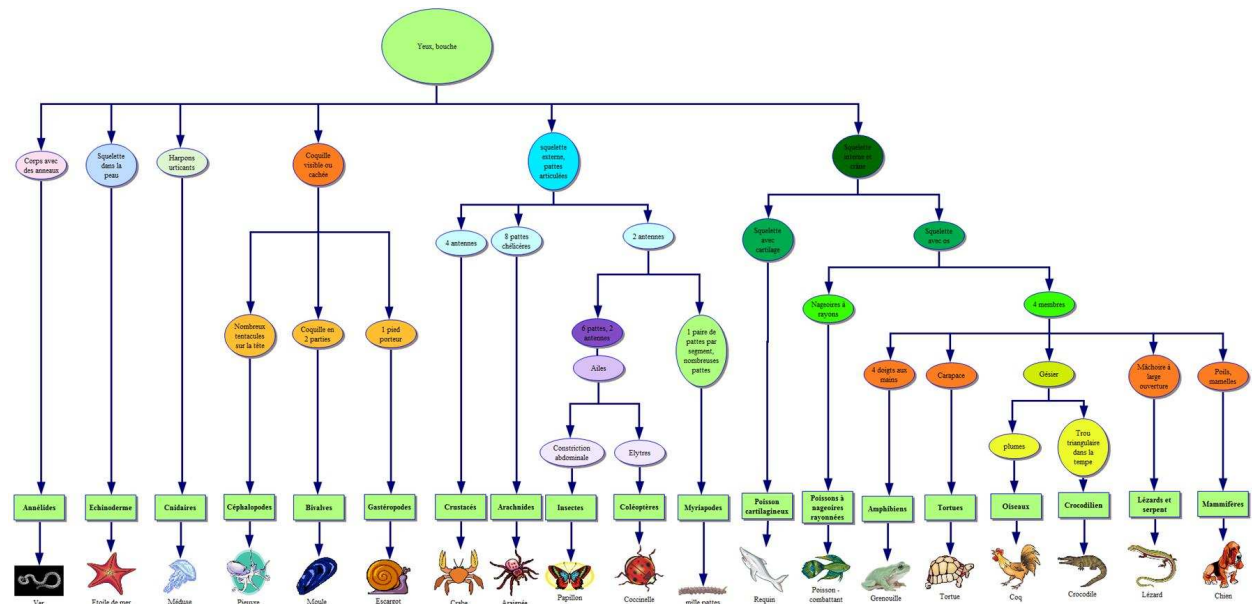 Yeux, bouche
Corps avec
des anneaux
Squelette
dans la
peau
Harpons
urticants
Coquille
visible ou
cachée
squelette
externe,
pattes
articulées
Squelette
interne et
crâne
4 antennes
8 pattes
chélicères
2 antennes
Squelette
avec
cartilage
Squelette
avec os
Nombreux
tentacules
sur la tête
Coquille en
2 parties
1 pied
porteur
6 pattes, 2
antennes
Ailes
1 paire de
pattes par
segment,
nombreuses
pattes
Nageoires à
rayons
4 membres
4 doigts aux
mains
Carapace
Gésier
Mâchoire à
large
ouverture
Poils,
mamelles
Constriction
abdominale
Elytres
plumes
Trou
triangulaire
dans la
tempe
Annélides
Echinoderme
Cnidaires
Céphalopodes
Bivalves
Gastéropodes
Crustacés
Arachnides
Insectes
Coléoptères
Myriapodes
Poisson
cartilagineux
Poissons à
nageoires
rayonnées
Amphibiens
Tortues
Oiseaux
Crocodilien
Lézards et
serpent
Mammifères
Ver
Etoile de mer
Méduse
Pieuvre
Moule
Escargot
Crabe
Araignée
Papillon
Coccinelle
mille pattes
Requin
Poisson -
combattant
Grenouille
Tortue
Coq
Crocodile
Lézard
Chien